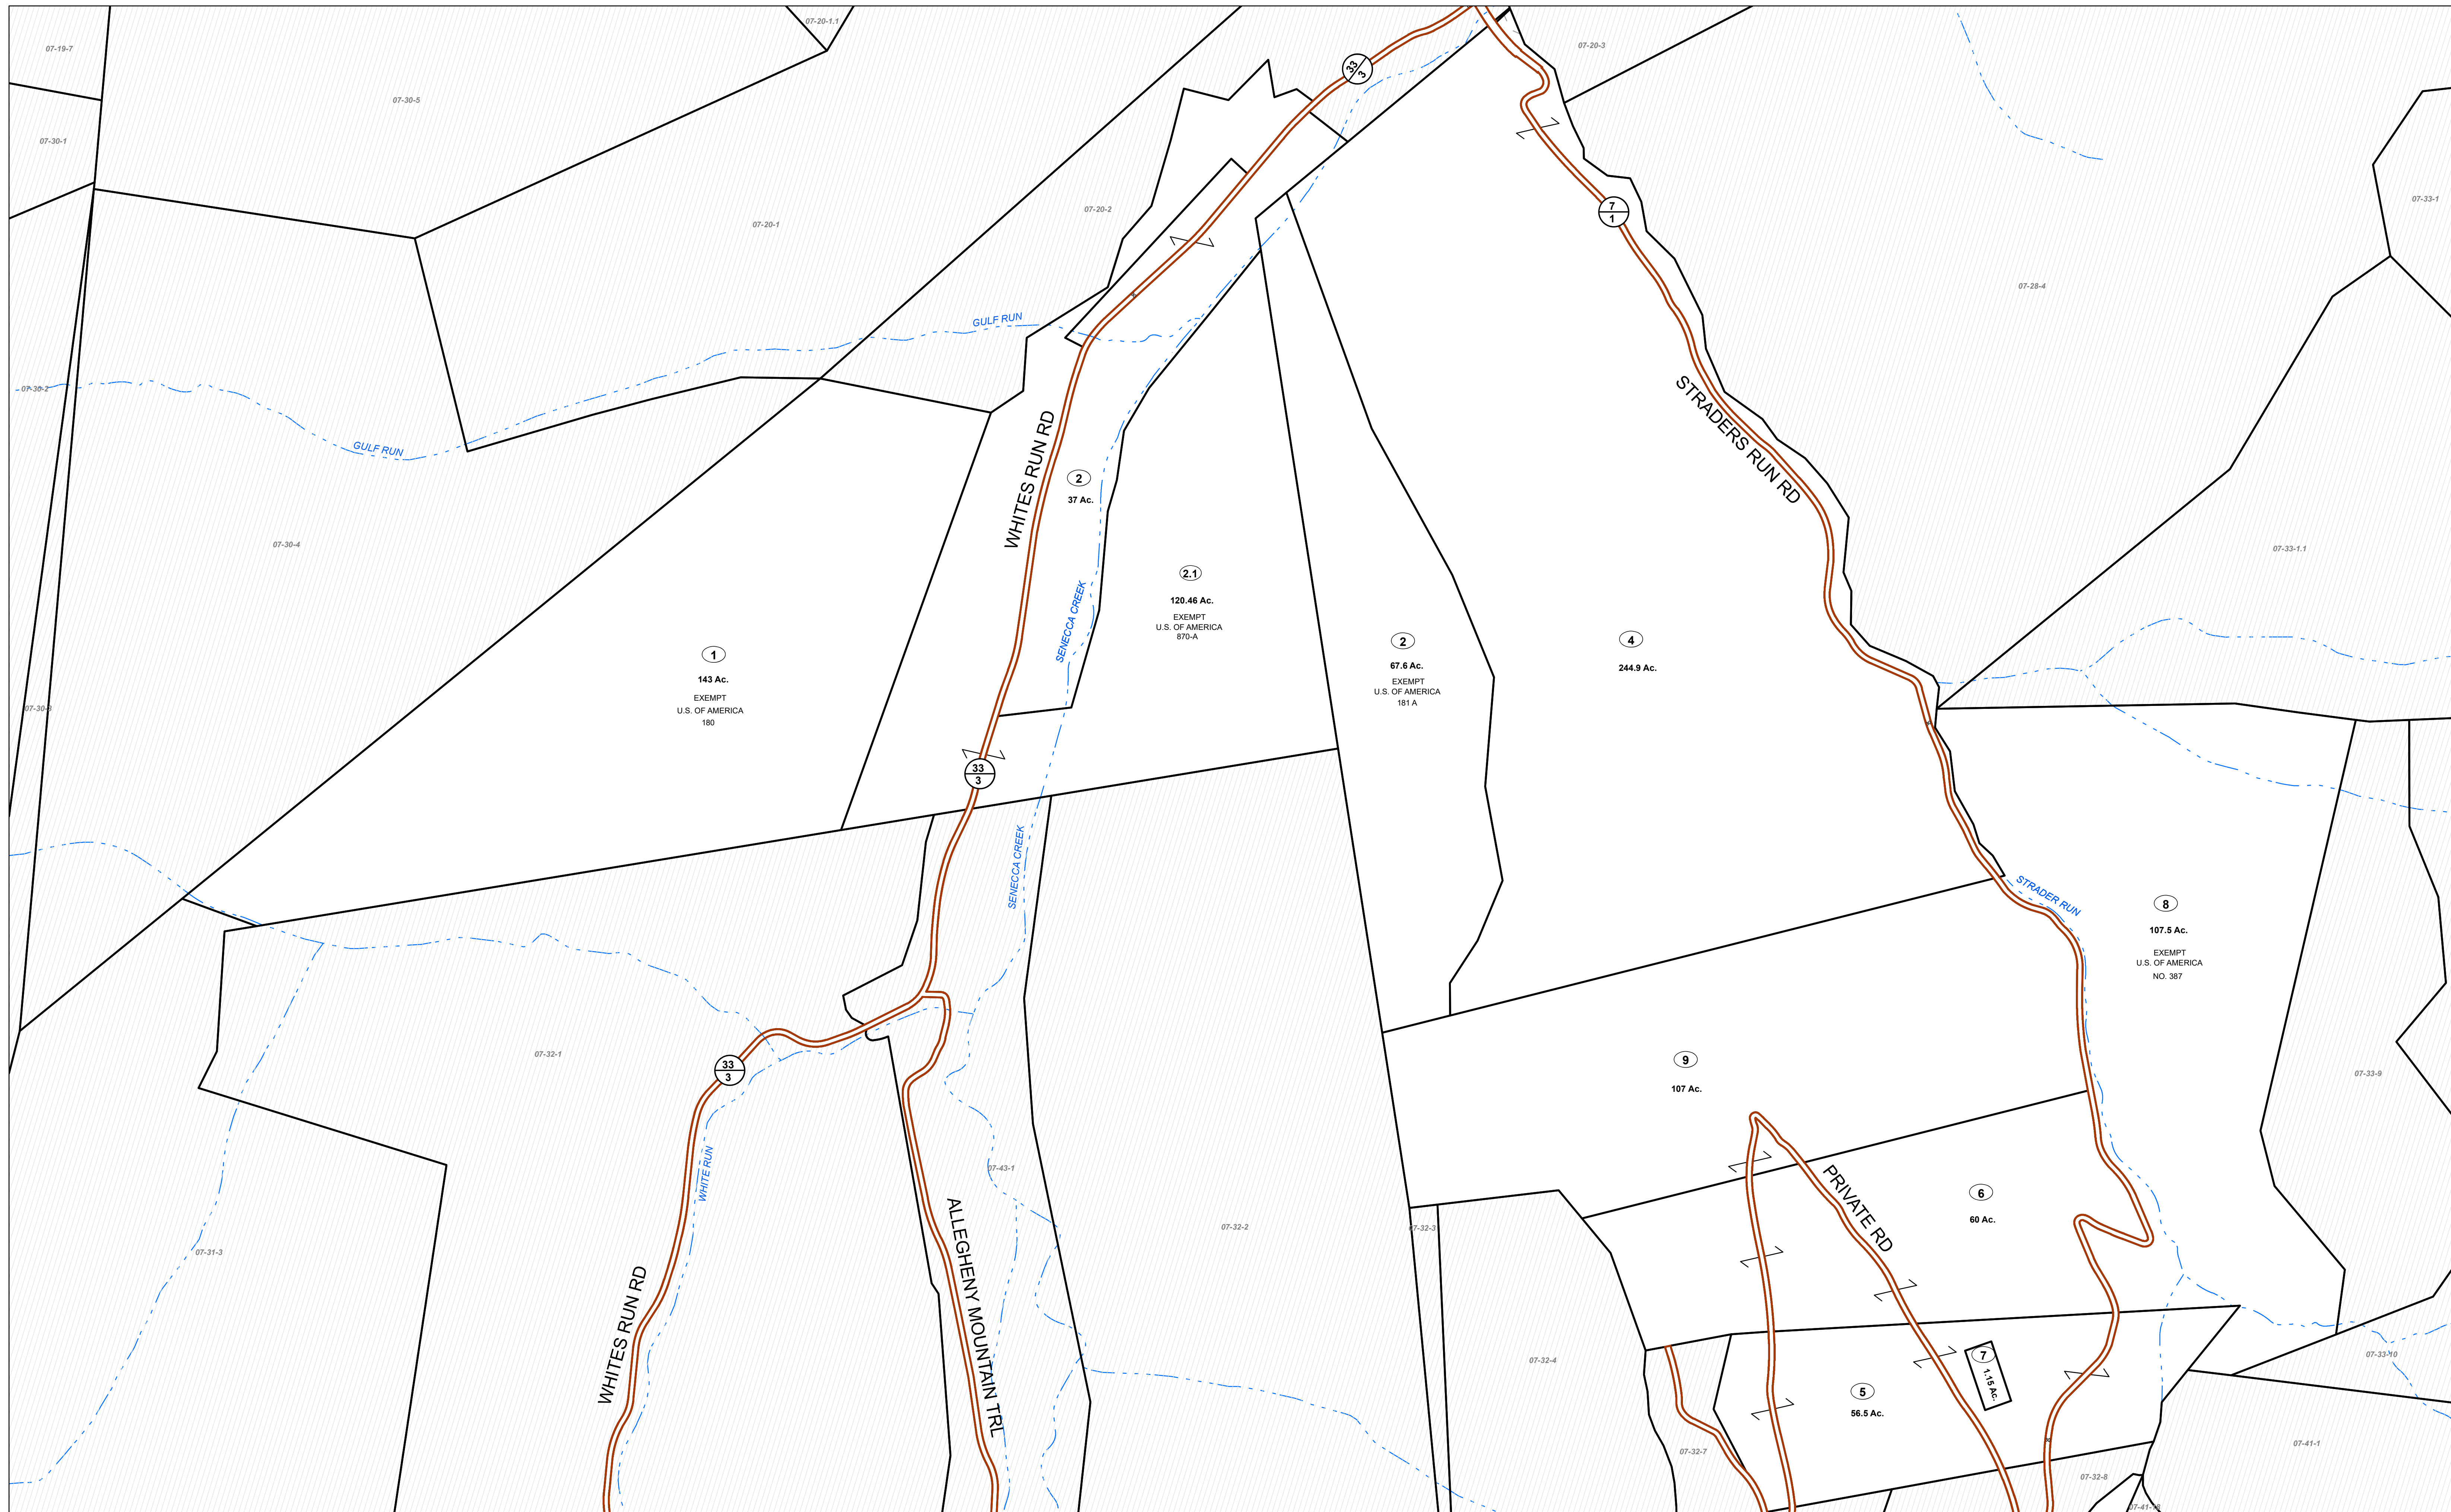 07-20-1.1
07-19-7
07-20-3
33
3
07-30-5
07-30-1
07-33-1
07-20-2
7
1
07-20-1
07-28-4
GULF RUN
07-30-2
GULF RUN
STRADERS RUN RD
WHITES RUN RD
2
37 Ac.
07-30-4
07-33-1.1
2.1
120.46 Ac.
EXEMPT
U.S. OF AMERICA
870-A
SENECCA CREEK
1
143 Ac.
EXEMPT
U.S. OF AMERICA
180
2
67.6 Ac.
EXEMPT
U.S. OF AMERICA
181 A
4
244.9 Ac.
07-30-3
33
3
SENECCA CREEK
STRADER RUN
8
107.5 Ac.
EXEMPT
U.S. OF AMERICA
NO. 387
07-32-1
33
3
9
107 Ac.
07-33-9
WHITE RUN
07-43-1
PRIVATE RD
6
60 Ac.
07-31-3
07-32-2
07-32-3
ALLEGHENY MOUNTAIN TRL
WHITES RUN RD
07-32-4
7
1.15 Ac.
07-33-10
5
56.5 Ac.
07-32-7
07-41-1
07-32-8